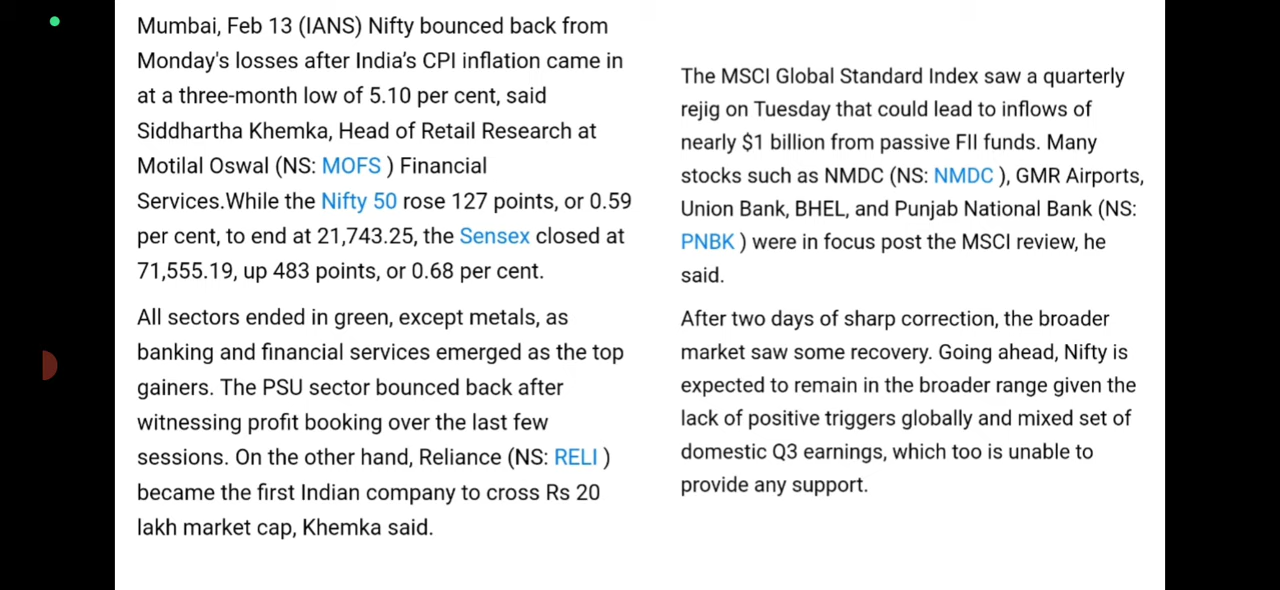 Mumbai, Feb 13 (IANS) Nifty bounced back from
Monday's losses after India's CPI inflation came in
at a three-month low of 5.10 per cent, said
Siddhartha Khemka, Head of Retail Research at
Motilal Oswal (NS: MOFS ) Financial
Services.While the Nifty 50 rose 127 points, or 0.59
per cent, to end at 21,743.25, the Sensex closed at
71,555.19, up 483 points, or 0.68 per cent.
All sectors ended in green, except metals, as
banking and financial services emerged as the top
gainers. The PSU sector bounced back after
witnessing profit booking over the last few
sessions. On the other hand, Reliance (NS: RELI )
became the first Indian company to cross Rs 20
lakh market cap, Khemka said.
The MSCI Global Standard Index saw a quarterly
rejig on Tuesday that could lead to inflows of
nearly $1 billion from passive FII funds. Many
stocks such as NMDC (NS: NMDC ), GMR Airports,
Union Bank, BHEL, and Punjab National Bank (NS:
PNBK ) were in focus post the MSCI review, he
said.
After two days of sharp correction, the broader
market saw some recovery. Going ahead, Nifty is
expected to remain in the broader range given the
lack of positive triggers globally and mixed set of
domestic Q3 earnings, which too is unable to
provide any support.